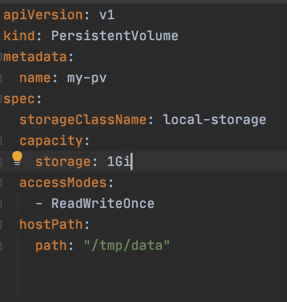 apiVersion: v1
kind: PersistentVolume
metadata:
  name: my-pv
spec:
  storageClassName: local-storage
  capacity:
    storage: 1Gi
  accessModes:
    - ReadWriteOnce
  hostPath:
    path: "/tmp/data"